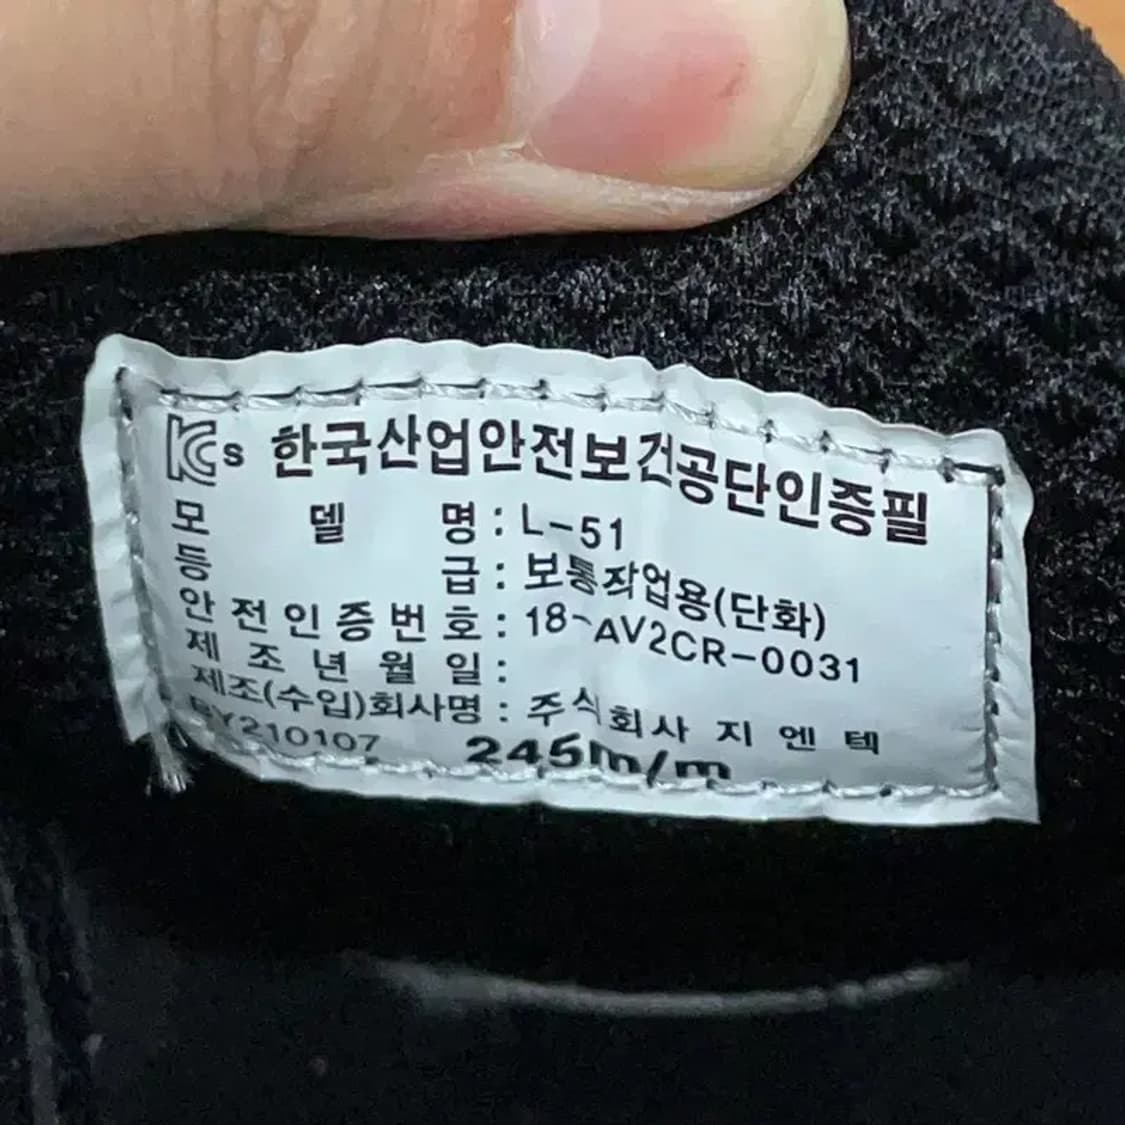 KCs 한국산업안전보건공단인증필
모 델 명 : L-51
등 급 : 보통작업용(단화)
안 전 인 증 번 호 : 18-AV2CR-0031
제 조 년 월 일 :
제조(수입)회사명 : 주식회사 지 엔 텍
BY210107 245m/m